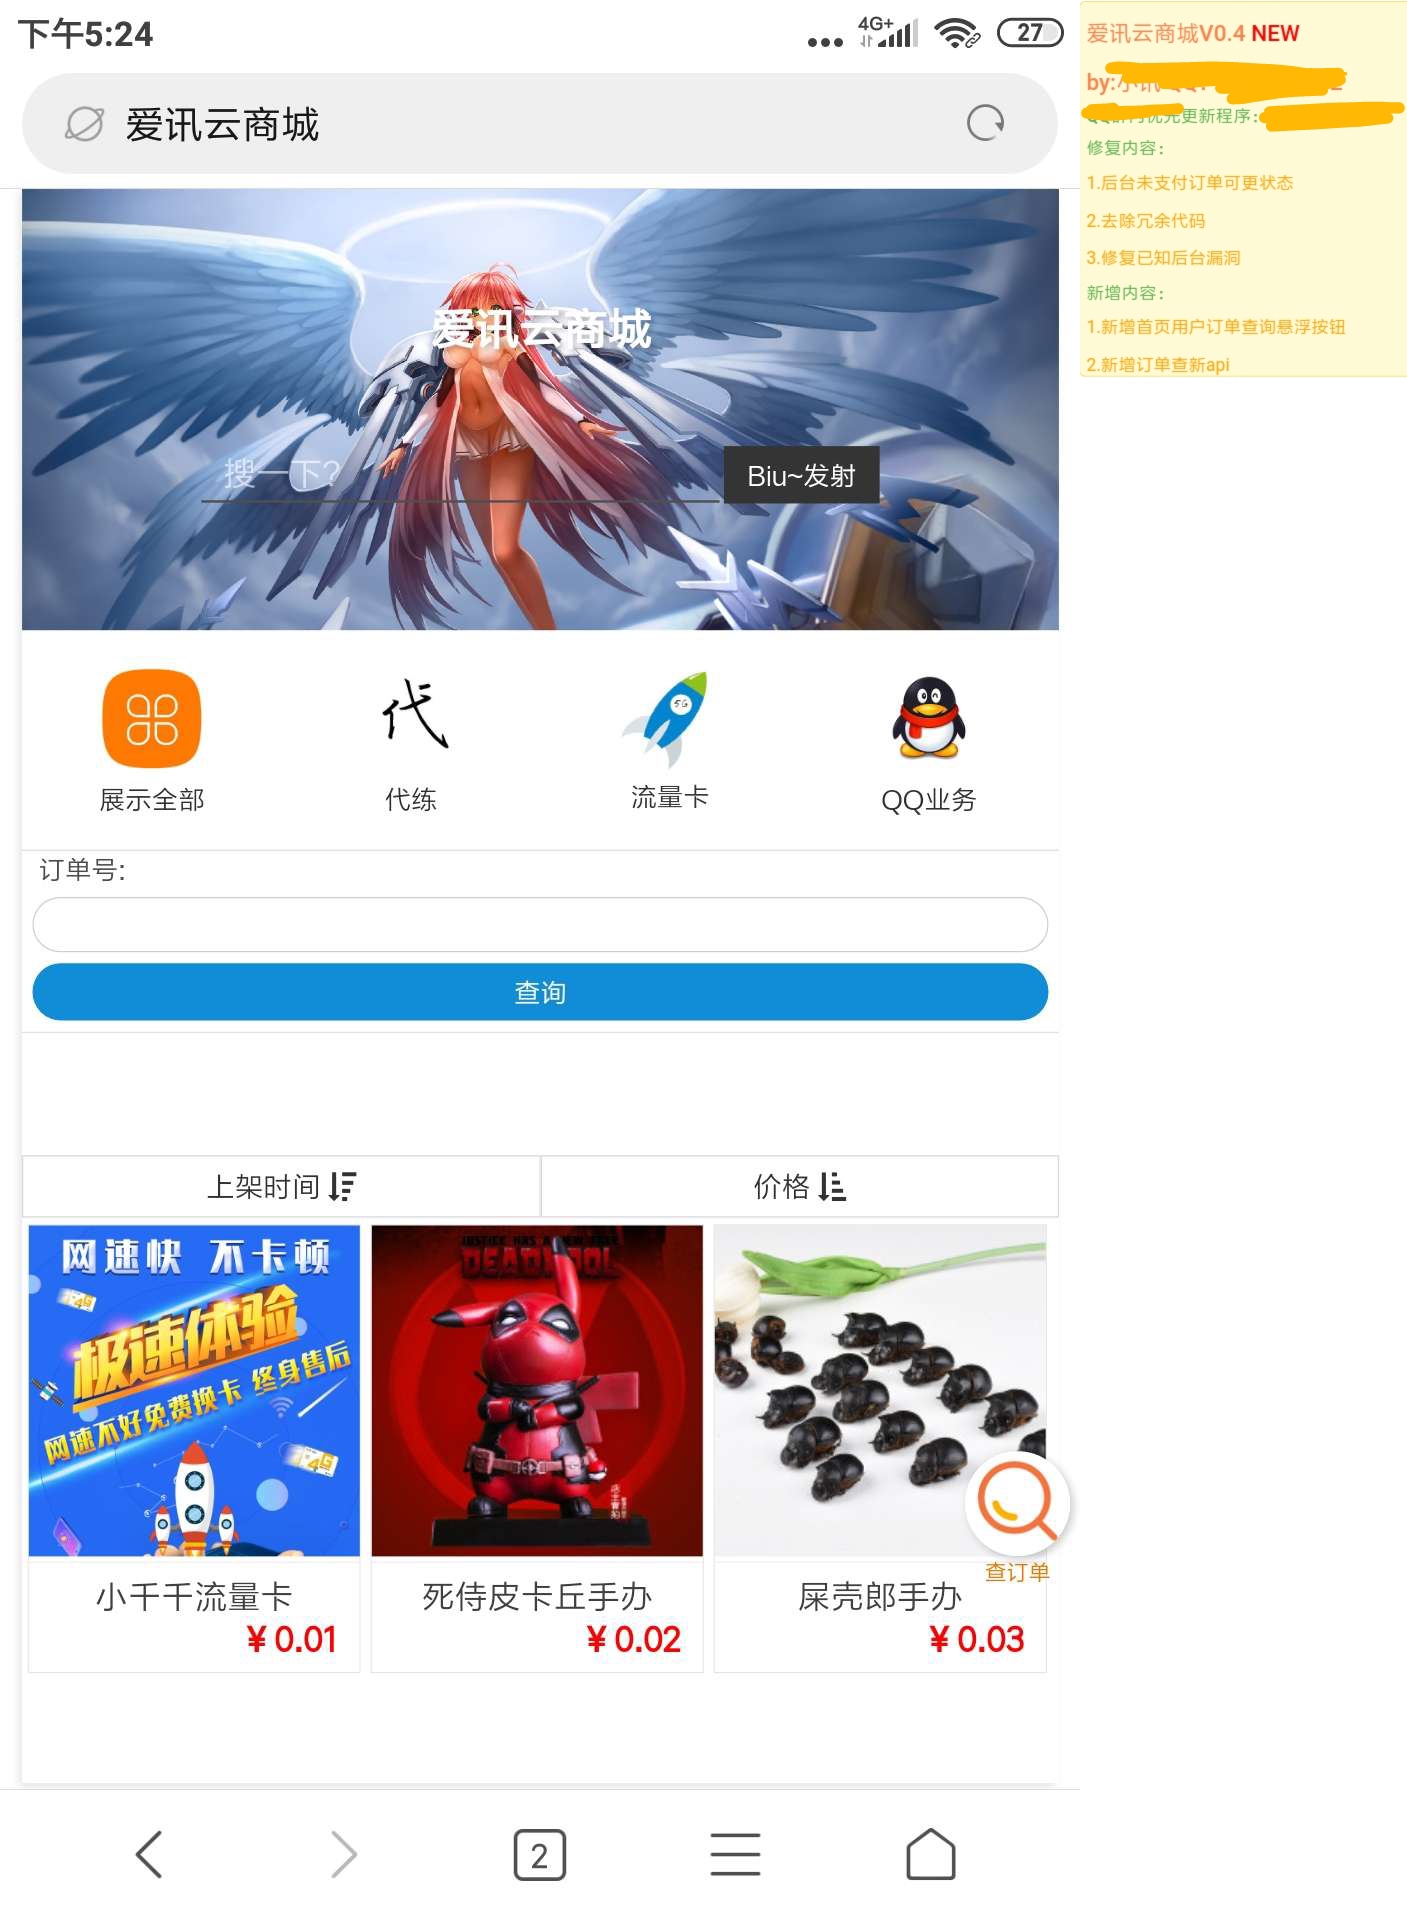 下午5:24
4G+
27
爱讯云商城
爱讯云商城
搜一下?
Biu~发射
5G
展示全部
代
代练
流量卡
QQ业务
订单号:
查询
上架时间
价格
网速快 不卡顿
极速体验
网速不好免费换卡 终身售后
4G
4G
DEADPOOL
小千千流量卡
¥ 0.01
死侍皮卡丘手办
¥ 0.02
屎壳郎手办
¥ 0.03
查订单
2
爱讯云商城V0.4 NEW
by:
优先更新程序:
修复内容:
1.后台未支付订单可更状态
2.去除冗余代码
3.修复已知后台漏洞
新增内容:
1.新增首页用户订单查询悬浮按钮
2.新增订单查新api